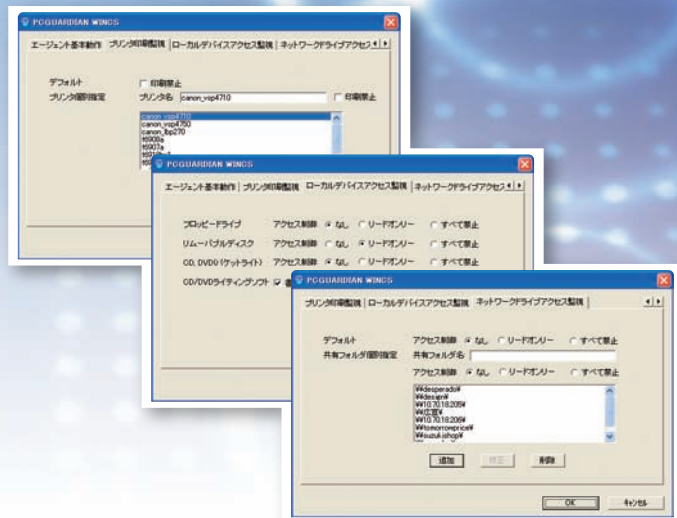 PCGUARDIAN WINGS
エージェント基本動作 プリンタ印刷監視 ローカルデバイスアクセス監視 ネットワークドライブアクセス
デフォルト 印刷禁止
プリンタ個別指定 プリンタ名 canon_vsp4710 印刷禁止
canon_vsp4710
canon_vsp4750
canon_lbp270
t6908a
t6907a
PCGUARDIAN WINGS
エージェント基本動作 プリンタ印刷監視 ローカルデバイスアクセス監視 ネットワークドライブアクセス
フロッピードライブ アクセス制御 なし リードオンリー すべて禁止
リムーバブルディスク アクセス制御 なし リードオンリー すべて禁止
CD, DVD等(パケットライト) アクセス制御 なし リードオンリー すべて禁止
CD/DVDライティングソフト
PCGUARDIAN WINGS
プリンタ印刷監視 ローカルデバイスアクセス監視 ネットワークドライブアクセス監視
デフォルト アクセス制御 なし リードオンリー すべて禁止
共有フォルダ個別指定 共有フォルダ名
アクセス制御 なし リードオンリー すべて禁止
¥¥desperado¥
¥¥design¥
¥¥10.70.18.205¥
¥¥10.70.18.206¥
¥¥tomorrowprice¥
¥¥suzukishop¥
追加 修正 削除
OK キャンセル